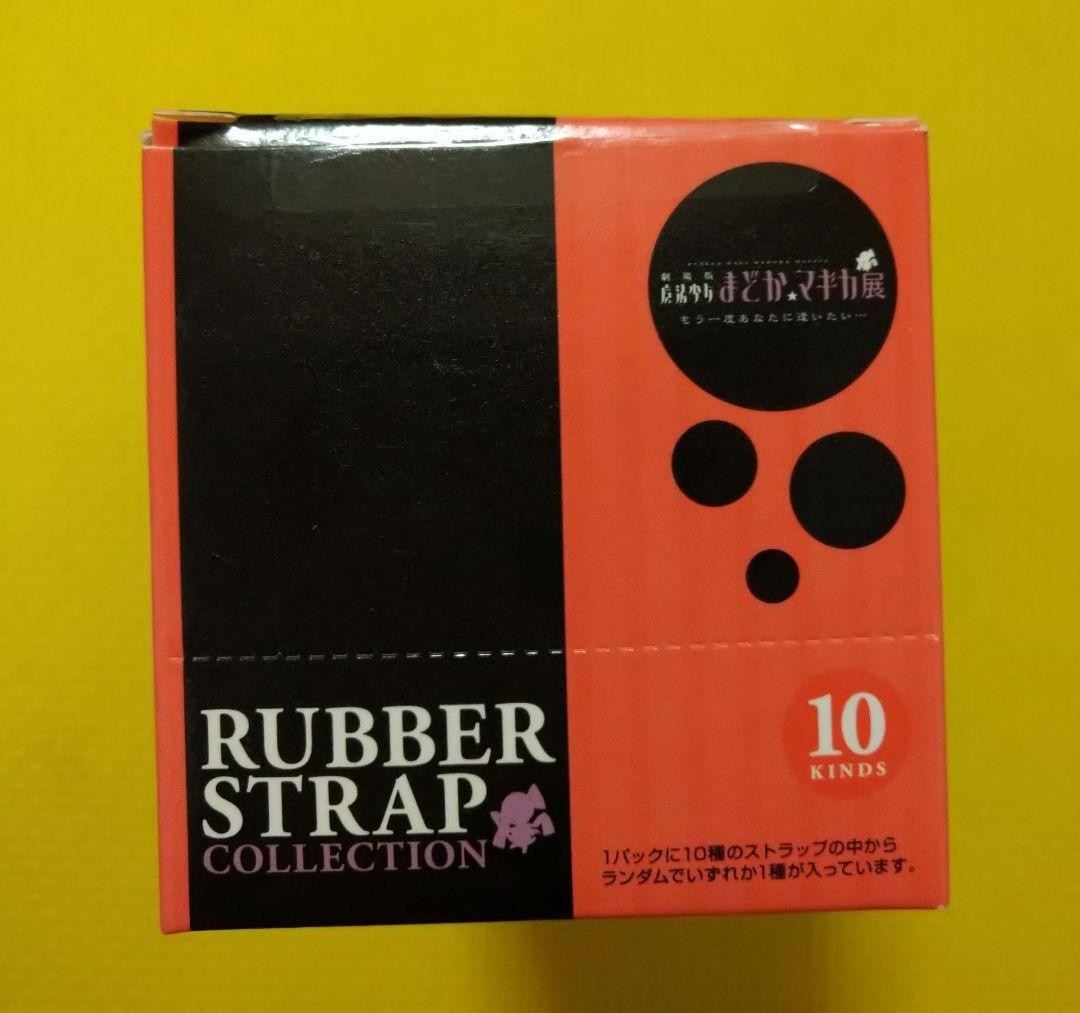 劇場版
魔法少女まどか★マギカ展
もう一度あなたに逢いたい…
RUBBER
STRAP
COLLECTION
10
KINDS
1パックに10種のストラップの中から
ランダムでいずれか1種が入っています。